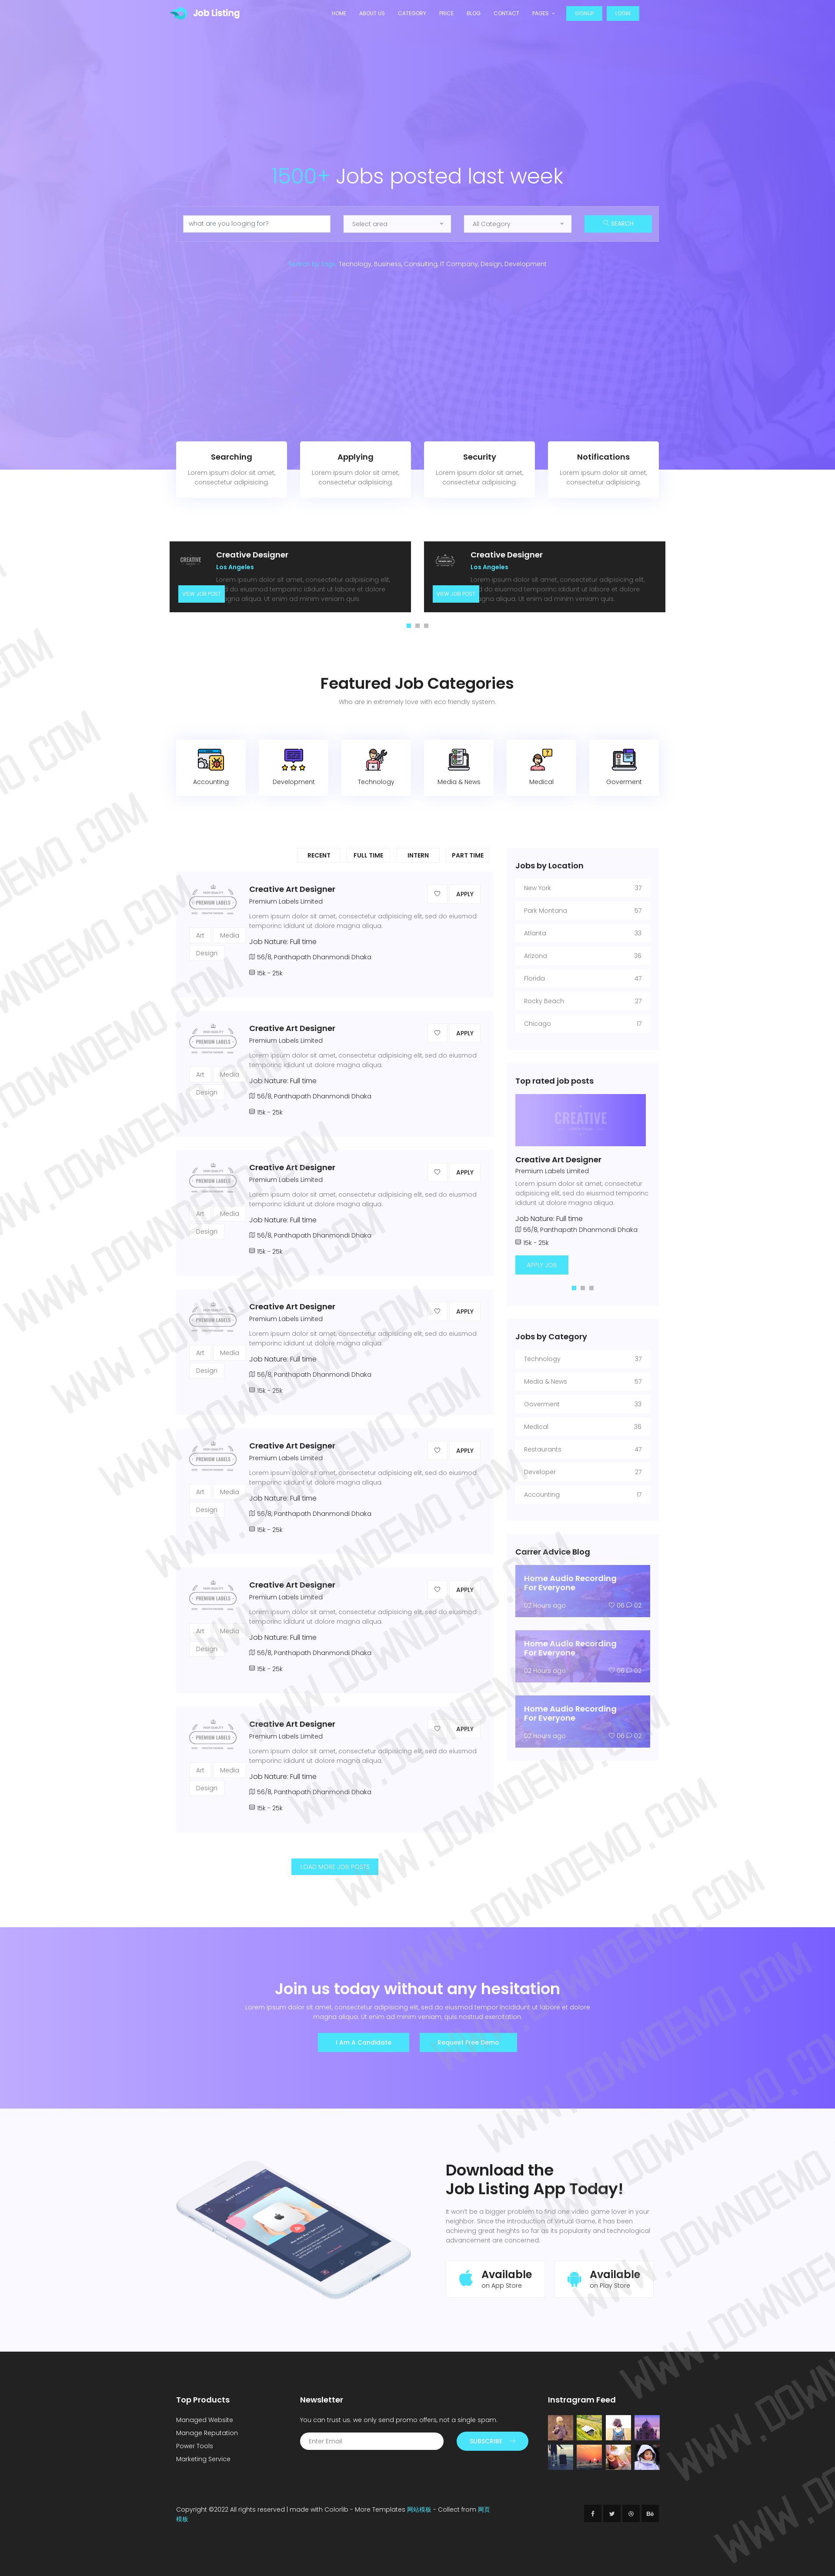 Job Listing
HOME ABOUT US CATEGORY PRICE BLOG CONTACT PAGES SIGNUP LOGIN
1500+ Jobs posted last week
what are you looging for?
Select area
All Category
SEARCH
Tecnology, Business, Consulting, IT Company, Design, Development
Searching
Lorem ipsum dolor sit amet,
consectetur adipisicing.
Applying
Lorem ipsum dolor sit amet,
consectetur adipisicing.
Security
Lorem ipsum dolor sit amet,
consectetur adipisicing.
Notifications
Lorem ipsum dolor sit amet,
consectetur adipisicing.
CREATIVE
Creative Designer
Los Angeles
Lorem ipsum dolor sit amet, consectetur adipisicing elit,
do eiusmod temporinc ididunt ut labore et dolore
magna aliqua. Ut enim ad minim veniam quis.
VIEW JOB POST
Creative Designer
Los Angeles
Lorem ipsum dolor sit amet, consectetur adipisicing elit,
do eiusmod temporinc ididunt ut labore et dolore
magna aliqua. Ut enim ad minim veniam quis.
VIEW JOB POST
Featured Job Categories
Who are in extremely love with eco friendly system.
Accounting
Development
Technology
Media & News
Medical
Goverment
RECENT FULL TIME INTERN PART TIME
PREMIUM LABELS
Art Media
Design
Creative Art Designer
Premium Labels Limited
APPLY
Lorem ipsum dolor sit amet, consectetur adipisicing elit, sed do eiusmod
temporinc ididunt ut dolore magna aliqua.
Job Nature: Full time
56/8, Panthapath Dhanmondi Dhaka
15k - 25k
PREMIUM LABELS
Art Media
Design
Creative Art Designer
Premium Labels Limited
APPLY
Lorem ipsum dolor sit amet, consectetur adipisicing elit, sed do eiusmod
temporinc ididunt ut dolore magna aliqua.
Job Nature: Full time
56/8, Panthapath Dhanmondi Dhaka
15k - 25k
PREMIUM LABELS
Art Media
Design
Creative Art Designer
Premium Labels Limited
APPLY
Lorem ipsum dolor sit amet, consectetur adipisicing elit, sed do eiusmod
temporinc ididunt ut dolore magna aliqua.
Job Nature: Full time
56/8, Panthapath Dhanmondi Dhaka
15k - 25k
PREMIUM LABELS
Art Media
Design
Creative Art Designer
Premium Labels Limited
APPLY
Lorem ipsum dolor sit amet, consectetur adipisicing elit, sed do eiusmod
temporinc ididunt ut dolore magna aliqua.
Job Nature: Full time
56/8, Panthapath Dhanmondi Dhaka
15k - 25k
PREMIUM LABELS
Art Media
Design
Creative Art Designer
Premium Labels Limited
APPLY
Lorem ipsum dolor sit amet, consectetur adipisicing elit, sed do eiusmod
temporinc ididunt ut dolore magna aliqua.
Job Nature: Full time
56/8, Panthapath Dhanmondi Dhaka
15k - 25k
PREMIUM LABELS
Art Media
Design
Creative Art Designer
Premium Labels Limited
APPLY
Lorem ipsum dolor sit amet, consectetur adipisicing elit, sed do eiusmod
temporinc ididunt ut dolore magna aliqua.
Job Nature: Full time
56/8, Panthapath Dhanmondi Dhaka
15k - 25k
PREMIUM LABELS
Art Media
Design
Creative Art Designer
Premium Labels Limited
APPLY
Lorem ipsum dolor sit amet, consectetur adipisicing elit, sed do eiusmod
temporinc ididunt ut dolore magna aliqua.
Job Nature: Full time
56/8, Panthapath Dhanmondi Dhaka
15k - 25k
LOAD MORE JOB POSTS
Jobs by Location
New York 37
Park Montana 57
Atlanta 33
Arizona 36
Florida 47
Rocky Beach 27
Chicago 17
Top rated job posts
CREATIVE
Creative Art Designer
Premium Labels Limited
Lorem ipsum dolor sit amet, consectetur
adipisicing elit, sed do eiusmod temporinc
ididunt ut dolore magna aliqua.
Job Nature: Full time
56/8, Panthapath Dhanmondi Dhaka
15k - 25k
APPLY JOB
Jobs by Category
Technology 37
Media & News 57
Goverment 33
Medical 36
Restaurants 47
Developer 27
Accounting 17
Carrer Advice Blog
Home Audio Recording
For Everyone
02 Hours ago 06 02
Home Audio Recording
For Everyone
02 Hours ago 06 02
Home Audio Recording
For Everyone
02 Hours ago 06 02
Join us today without any hesitation
Lorem ipsum dolor sit amet, consectetur adipisicing elit, sed do eiusmod tempor incididunt ut labore et dolore
magna aliqua. Ut enim ad minim veniam, quis nostrud exercitation.
I Am A Candidate
Request Free Demo
Download the
Job Listing App Today!
It won't be a bigger problem to find one video game lover in your
neighbor. Since the introduction of Virtual Game, it has been
achieving great heights so far as its popularity and technological
advancement are concerned.
Available
on App Store
Available
on Play Store
Top Products
Managed Website
Manage Reputation
Power Tools
Marketing Service
Newsletter
You can trust us. we only send promo offers, not a single spam.
Enter Email
SUBSCRIBE
Instragram Feed
Copyright ©2022 All rights reserved | made with Colorlib - More Templates 网站模板 - Collect from 网页
模板
WWW.DOWNDEMO.COM